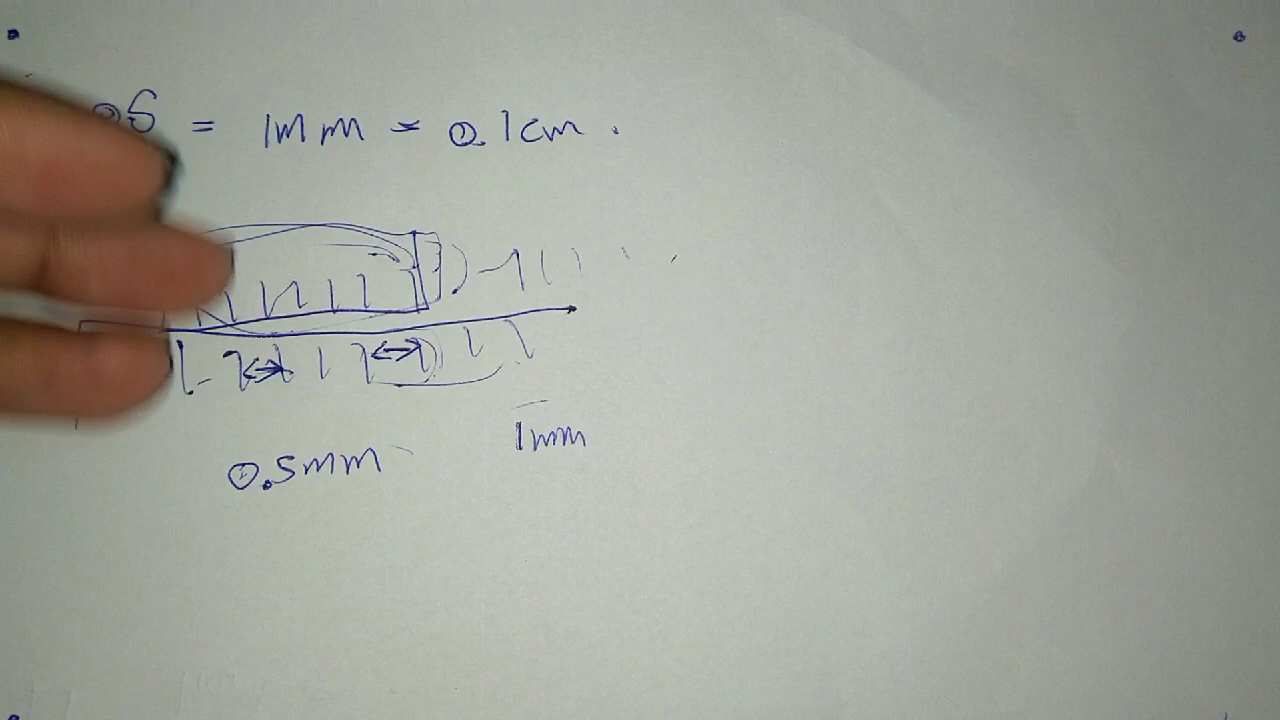 = 1mm = 0.1cm.
1mm
0.5mm